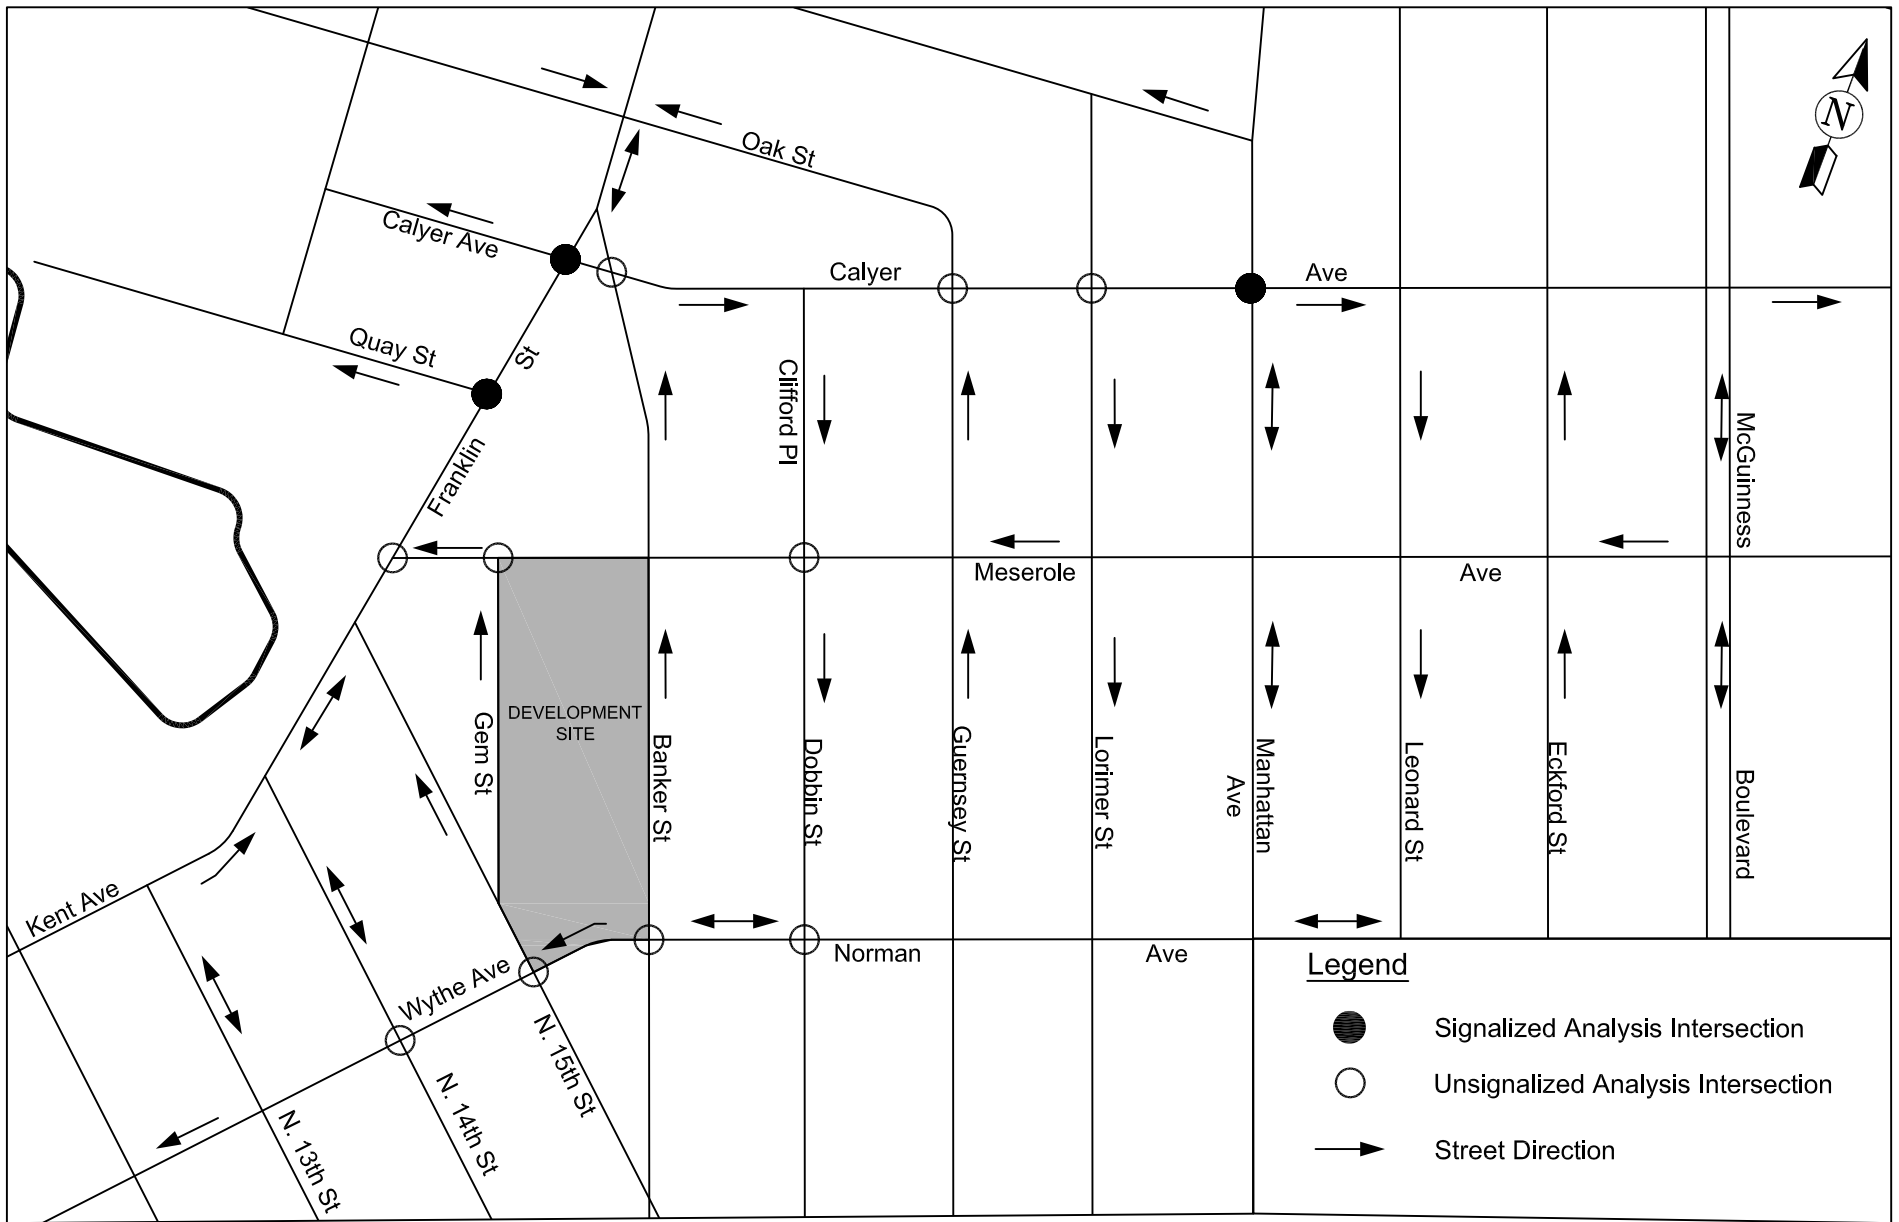 N
Oak St
Calyer Ave
Calyer
Ave
Quay St
Franklin
St
Clifford Pl
McGuinness
Meserole
Ave
DEVELOPMENT
SITE
Gem St
Banker St
Dobbin St
Guernsey St
Lorimer St
Manhattan
Ave
Leonard St
Eckford St
Boulevard
Kent Ave
Wythe Ave
Norman
Ave
N. 13th St
N. 14th St
N. 15th St
Legend
Signalized Analysis Intersection
Unsignalized Analysis Intersection
Street Direction